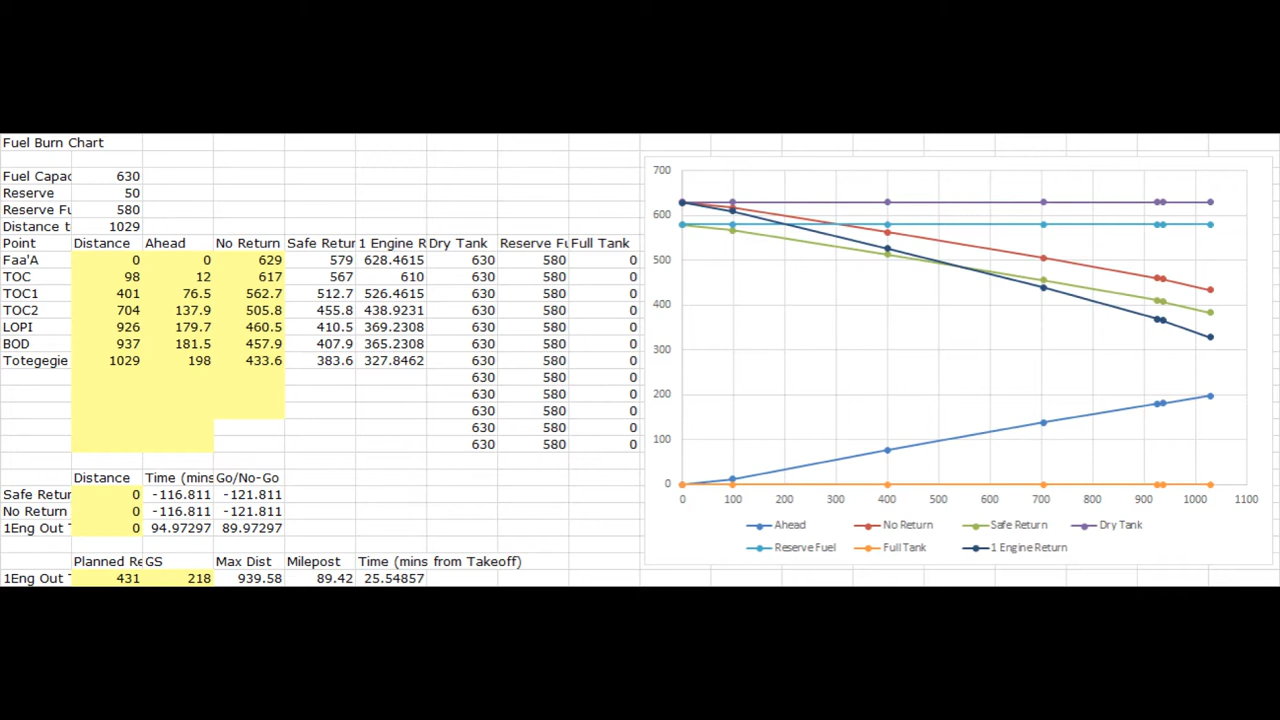 Fuel Burn Chart
Fuel Capac 630
Reserve 50
Reserve Fu 580
Distance t 1029
Point Distance Ahead No Return Safe Retur 1 Engine R Dry Tank Reserve Fu Full Tank
Faa'A 0 0 629 579 628.4615 630 580 0
TOC 98 12 617 567 610 630 580 0
TOC1 401 76.5 562.7 512.7 526.4615 630 580 0
TOC2 704 137.9 505.8 455.8 438.9231 630 580 0
LOPI 926 179.7 460.5 410.5 369.2308 630 580 0
BOD 937 181.5 457.9 407.9 365.2308 630 580 0
Totegegie 1029 198 433.6 383.6 327.8462 630 580 0
630 580 0
630 580 0
630 580 0
630 580 0
630 580 0
Distance Time (mins Go/No-Go
Safe Retur 0 -116.811 -121.811
No Return 0 -116.811 -121.811
1Eng Out T 0 94.97297 89.97297
Planned Re GS Max Dist Milepost Time (mins from Takeoff)
1Eng Out T 431 218 939.58 89.42 25.54857
700
600
500
400
300
200
100
0
0 100 200 300 400 500 600 700 800 900 1000 1100
Ahead No Return Safe Return Dry Tank
Reserve Fuel Full Tank 1 Engine Return